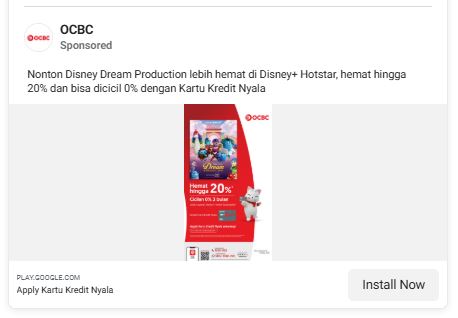 OCBC
OCBC
Sponsored
Nonton Disney Dream Production lebih hemat di Disney+ Hotstar, hemat hingga
20% dan bisa dicicil 0% dengan Kartu Kredit Nyala
OCBC
Dream
Hemat
hingga 20%*
Cicilan 0% 3 bulan
PLAY.GOOGLE.COM
Apply Kartu Kredit Nyala
Install Now